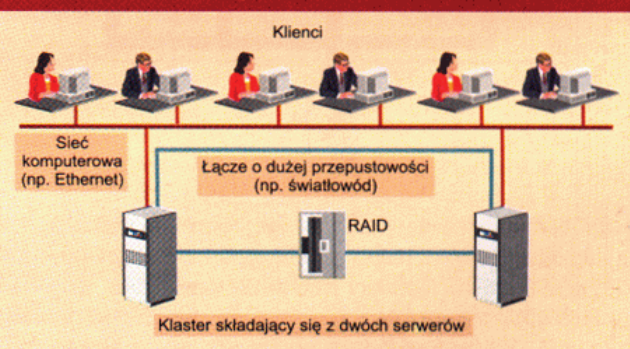 Klienci
Sieć
komputerowa
(np. Ethernet)
Łącze o dużej przepustowości
(np. światłowód)
RAID
Klaster składający się z dwóch serwerów